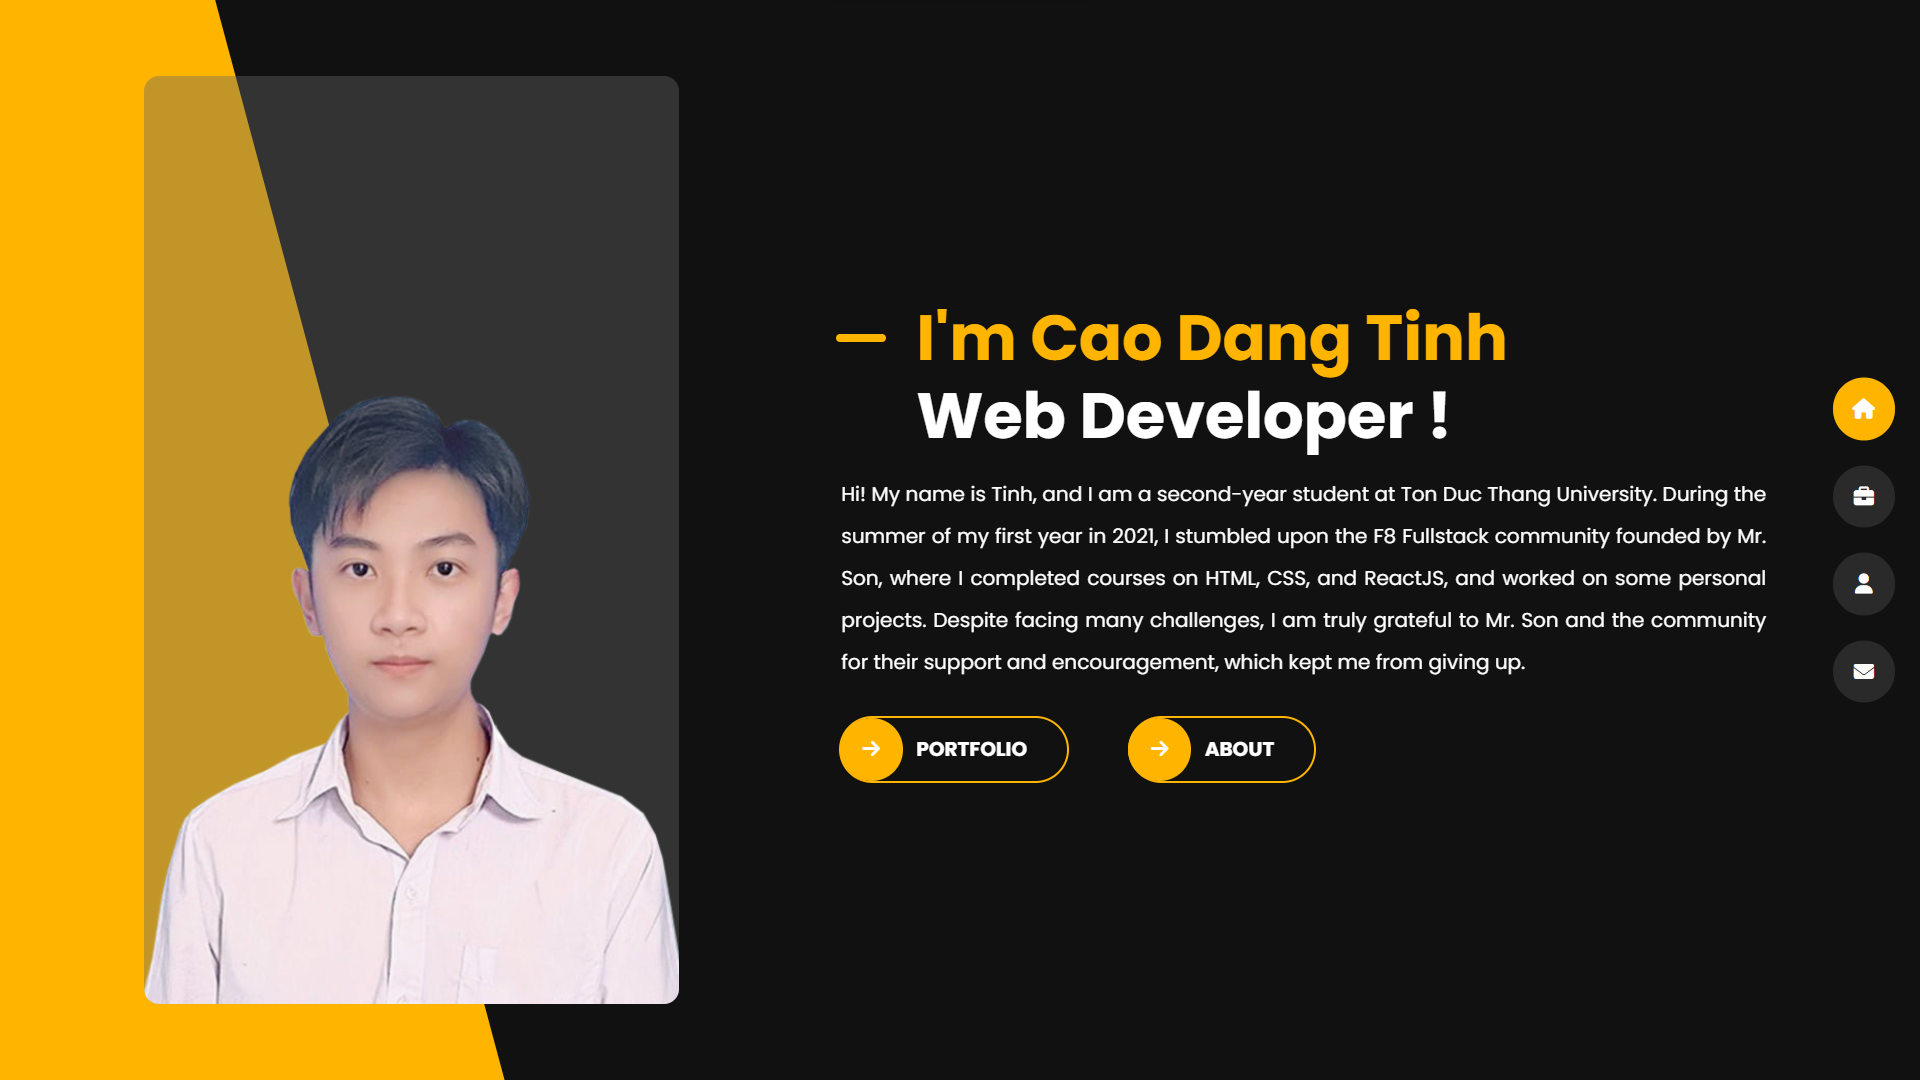 I'm Cao Dang Tinh
Web Developer !
Hi! My name is Tinh, and I am a second-year student at Ton Duc Thang University. During the
summer of my first year in 2021, I stumbled upon the F8 Fullstack community founded by Mr.
Son, where I completed courses on HTML, CSS, and ReactJS, and worked on some personal
projects. Despite facing many challenges, I am truly grateful to Mr. Son and the community
for their support and encouragement, which kept me from giving up.
PORTFOLIO
ABOUT